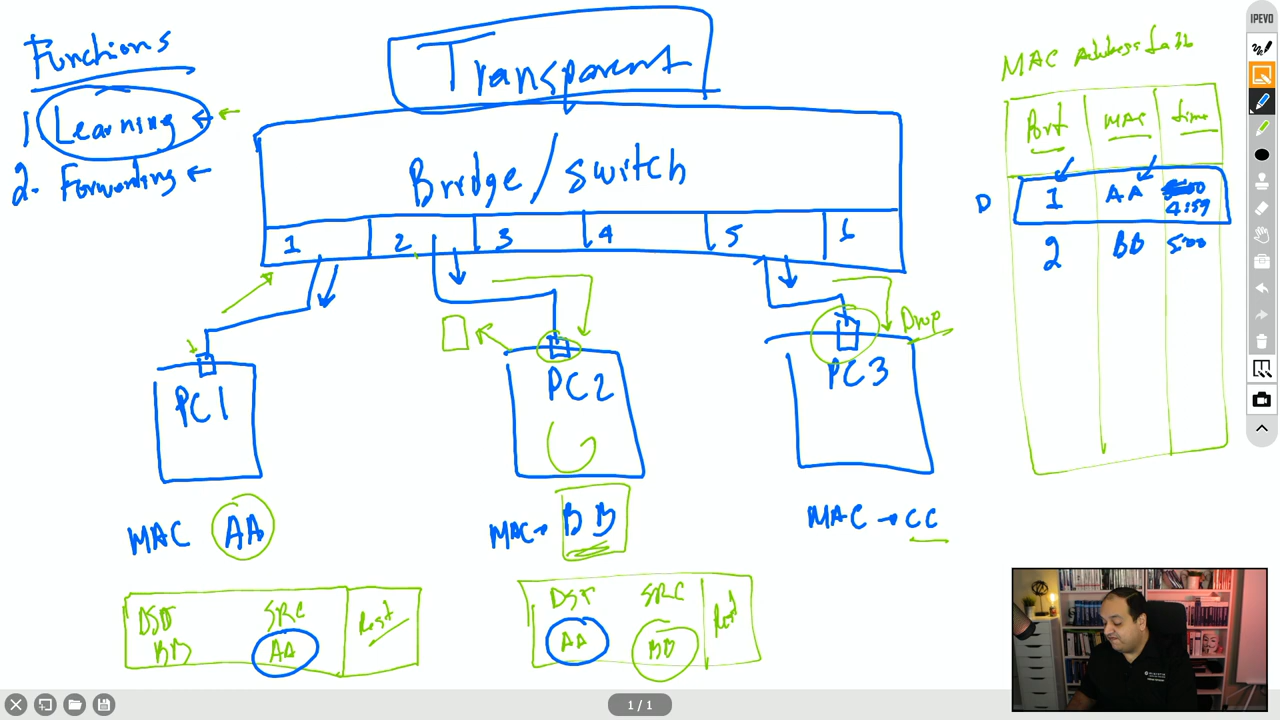 Functions
1 Learning
2. Forwarding
Transparent
Bridge/switch
1 2 3 4 5 6
PC1
PC2
PC3
Drop
MAC AA
MAC → BB
MAC → CC
DST SRC Rest
BB AA
DST SRC Rest
AA BB
MAC Address table
Port MAC time
D 1 AA 4:59
2 BB 5:00
IPEVO
1 / 1